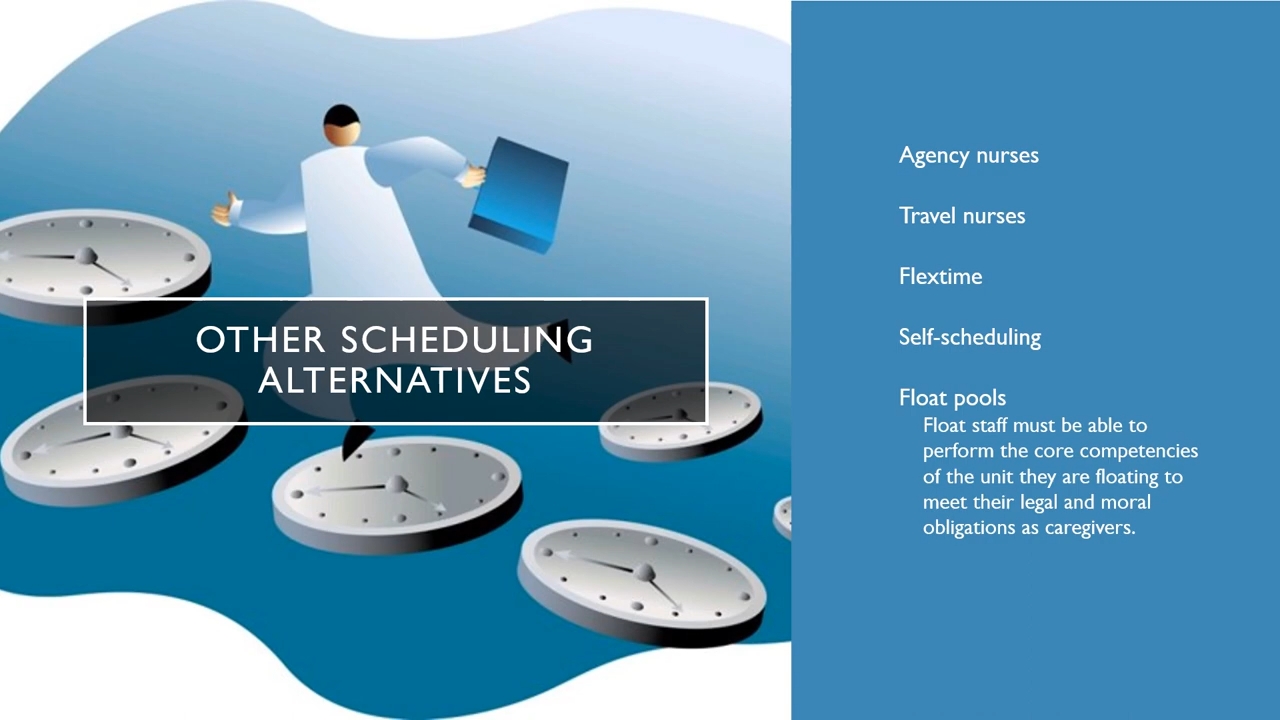 OTHER SCHEDULING
ALTERNATIVES
Agency nurses
Travel nurses
Flextime
Self-scheduling
Float pools
Float staff must be able to
perform the core competencies
of the unit they are floating to
meet their legal and moral
obligations as caregivers.